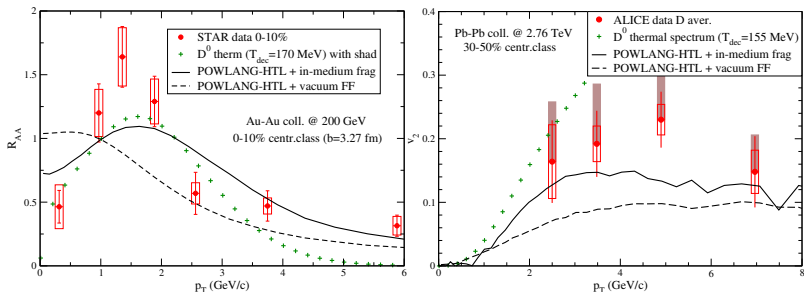 2
1.5
1
0.5
0
R_AA
STAR data 0-10%
D^0 therm (T_dec=170 MeV) with shad
POWLANG-HTL + in-medium frag
POWLANG-HTL + vacuum FF
Au-Au coll. @ 200 GeV
0-10% centr.class (b=3.27 fm)
0 1 2 3 4 5 6
p_T (GeV/c)
0.4
0.3
0.2
0.1
0
v_2
Pb-Pb coll. @ 2.76 TeV
30-50% centr.class
ALICE data D aver.
D^0 thermal spectrum (T_dec=155 MeV)
POWLANG-HTL + in-medium frag
POWLANG-HTL + vacuum FF
0 2 4 6 8
p_T (GeV/c)